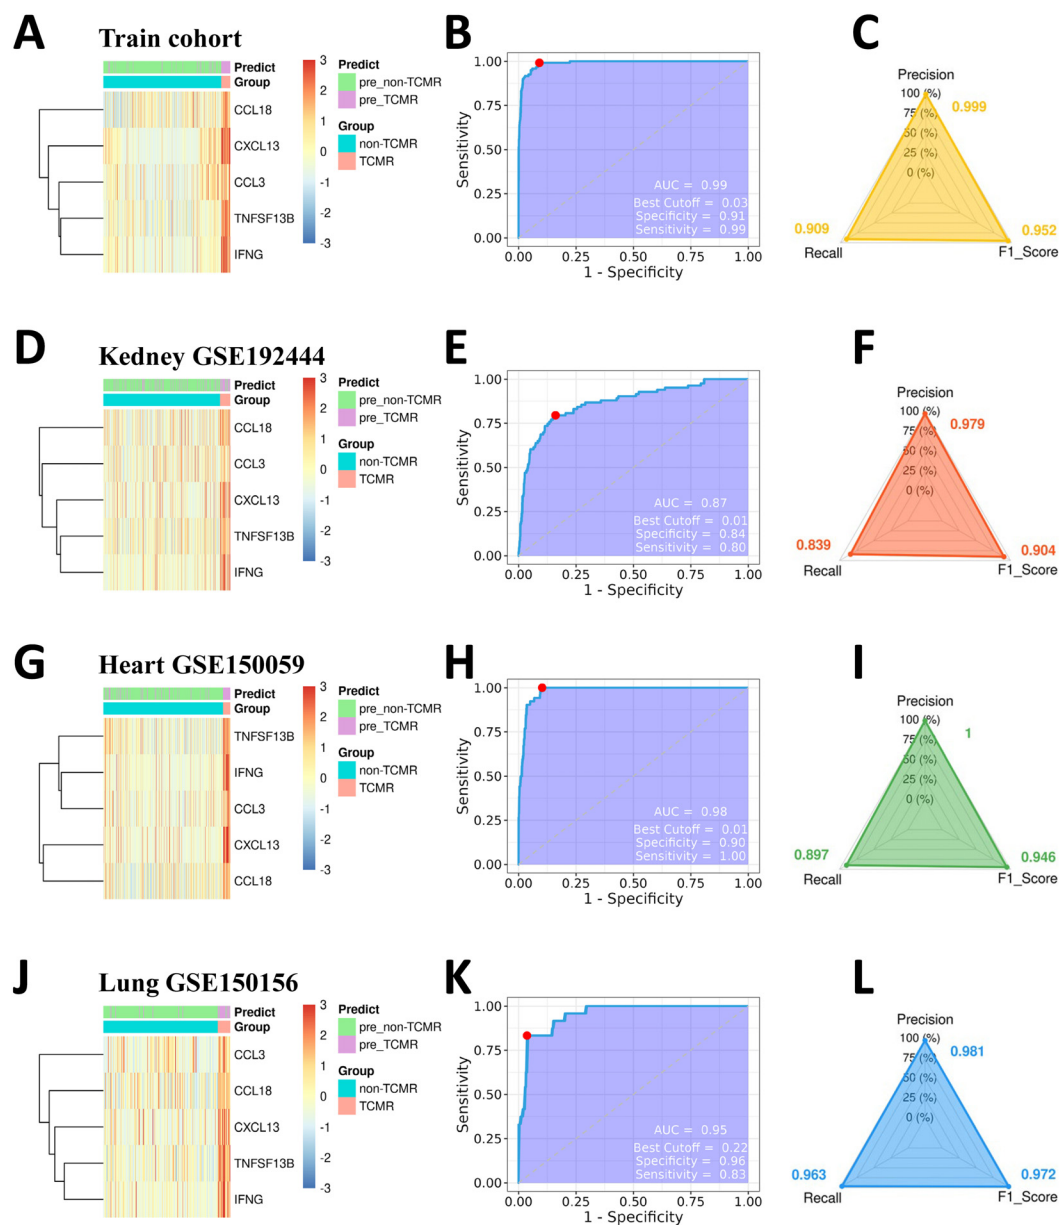 A
Train cohort
Predict
Group
CCL18
CXCL13
CCL3
TNFSF13B
IFNG
3
2
1
0
-1
-2
-3
Predict
pre_non-TCMR
pre_TCMR
Group
non-TCMR
TCMR
B
1.00
0.75
0.50
0.25
0.00
Sensitivity
AUC = 0.99
Best Cutoff = 0.03
Specificity = 0.91
Sensitivity = 0.99
0.00 0.25 0.50 0.75 1.00
1 - Specificity
C
Precision
100 (%)
75 (%)
50 (%)
25 (%)
0 (%)
0.999
0.909
0.952
Recall
F1_Score
D
Kedney GSE192444
Predict
Group
CCL18
CCL3
CXCL13
TNFSF13B
IFNG
3
2
1
0
-1
-2
-3
Predict
pre_non-TCMR
pre_TCMR
Group
non-TCMR
TCMR
E
1.00
0.75
0.50
0.25
0.00
Sensitivity
AUC = 0.87
Best Cutoff = 0.01
Specificity = 0.84
Sensitivity = 0.80
0.00 0.25 0.50 0.75 1.00
1 - Specificity
F
Precision
100 (%)
75 (%)
50 (%)
25 (%)
0 (%)
0.979
0.839
0.904
Recall
F1_Score
G
Heart GSE150059
Predict
Group
TNFSF13B
IFNG
CCL3
CXCL13
CCL18
3
2
1
0
-1
-2
-3
Predict
pre_non-TCMR
pre_TCMR
Group
non-TCMR
TCMR
H
1.00
0.75
0.50
0.25
0.00
Sensitivity
AUC = 0.98
Best Cutoff = 0.01
Specificity = 0.90
Sensitivity = 1.00
0.00 0.25 0.50 0.75 1.00
1 - Specificity
I
Precision
100 (%)
75 (%)
50 (%)
25 (%)
0 (%)
1
0.897
0.946
Recall
F1_Score
J
Lung GSE150156
Predict
Group
CCL3
CCL18
CXCL13
TNFSF13B
IFNG
3
2
1
0
-1
-2
-3
Predict
pre_non-TCMR
pre_TCMR
Group
non-TCMR
TCMR
K
1.00
0.75
0.50
0.25
0.00
Sensitivity
AUC = 0.95
Best Cutoff = 0.22
Specificity = 0.96
Sensitivity = 0.83
0.00 0.25 0.50 0.75 1.00
1 - Specificity
L
Precision
100 (%)
75 (%)
50 (%)
25 (%)
0 (%)
0.981
0.963
0.972
Recall
F1_Score